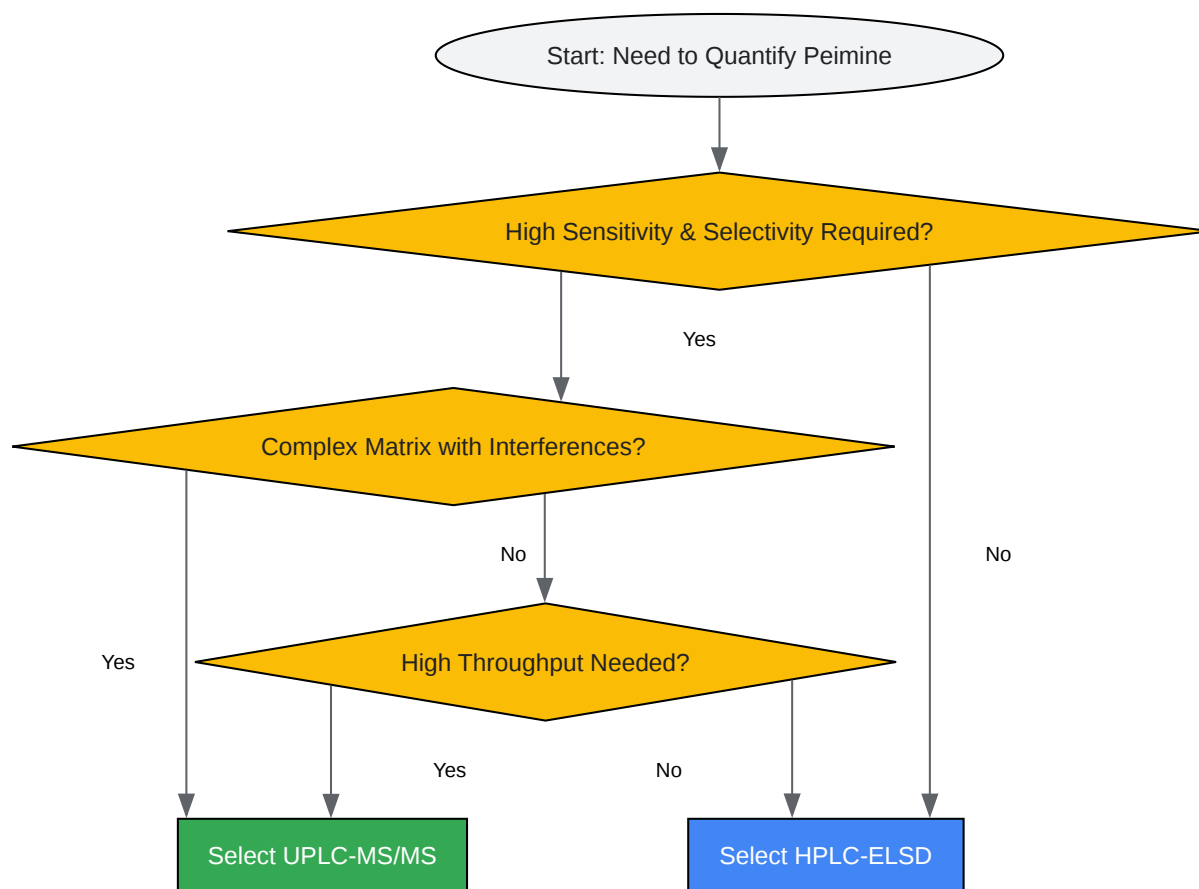 Start: Need to Quantify Peimine
High Sensitivity & Selectivity Required?
Yes
Complex Matrix with Interferences?
No
No
Yes
High Throughput Needed?
Yes
No
Select UPLC-MS/MS
Select HPLC-ELSD